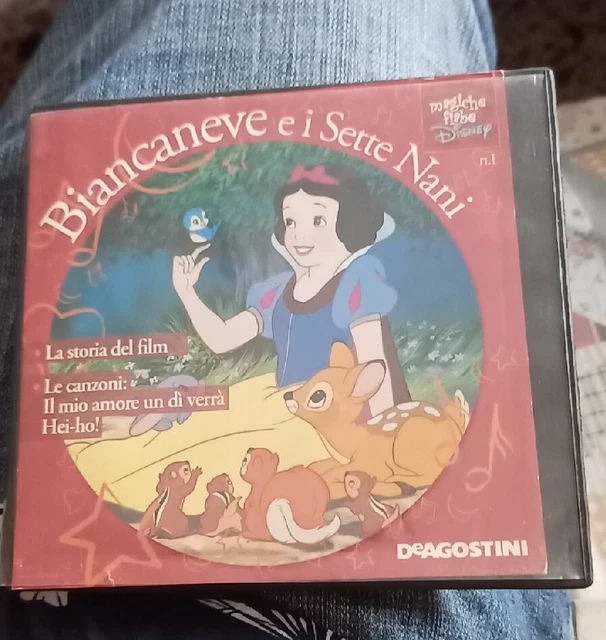 Biancaneve e i Sette Nani
magiche
fiabe
DISNEY
n.1
La storia del film
Le canzoni:
Il mio amore un dì verrà
Hei-ho!
DEAGOSTINI